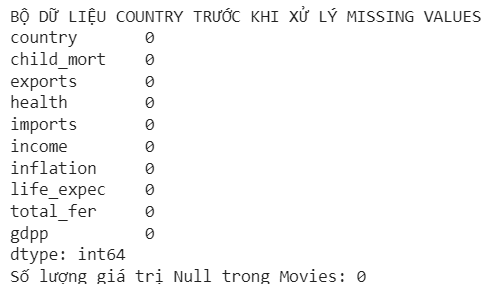 BỘ DỮ LIỆU COUNTRY TRƯỚC KHI XỬ LÝ MISSING VALUES
country 0
child_mort 0
exports 0
health 0
imports 0
income 0
inflation 0
life_expec 0
total_fer 0
gdpp 0
dtype: int64
Số lượng giá trị Null trong Movies: 0